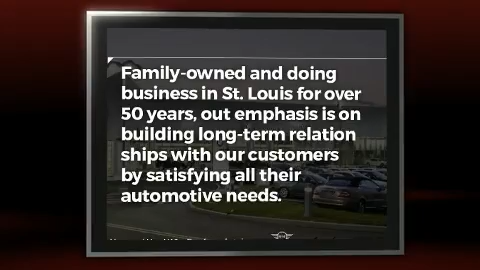 Family-owned and doing
business in St. Louis for over
50 years, out emphasis is on
building long-term relation
ships with our customers
by satisfying all their
automotive needs.